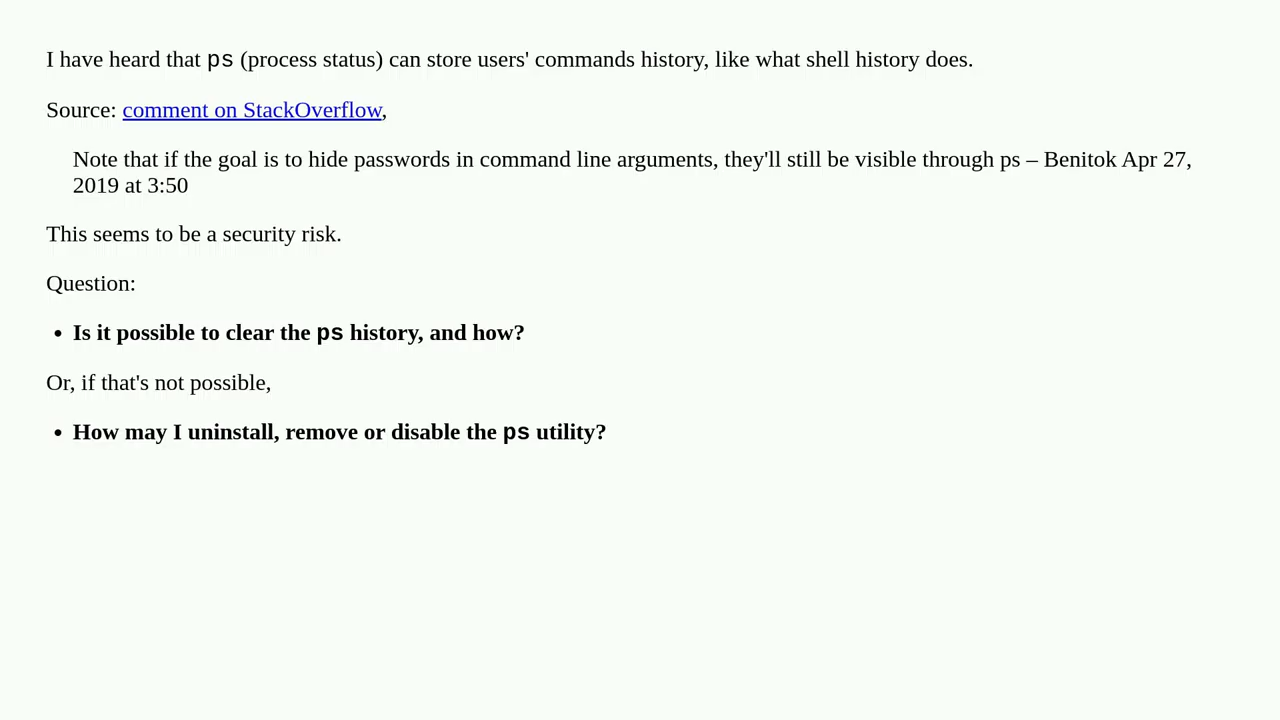 I have heard that ps (process status) can store users' commands history, like what shell history does.
Source: comment on StackOverflow,
Note that if the goal is to hide passwords in command line arguments, they'll still be visible through ps – Benitok Apr 27,
2019 at 3:50
This seems to be a security risk.
Question:
• Is it possible to clear the ps history, and how?
Or, if that's not possible,
• How may I uninstall, remove or disable the ps utility?